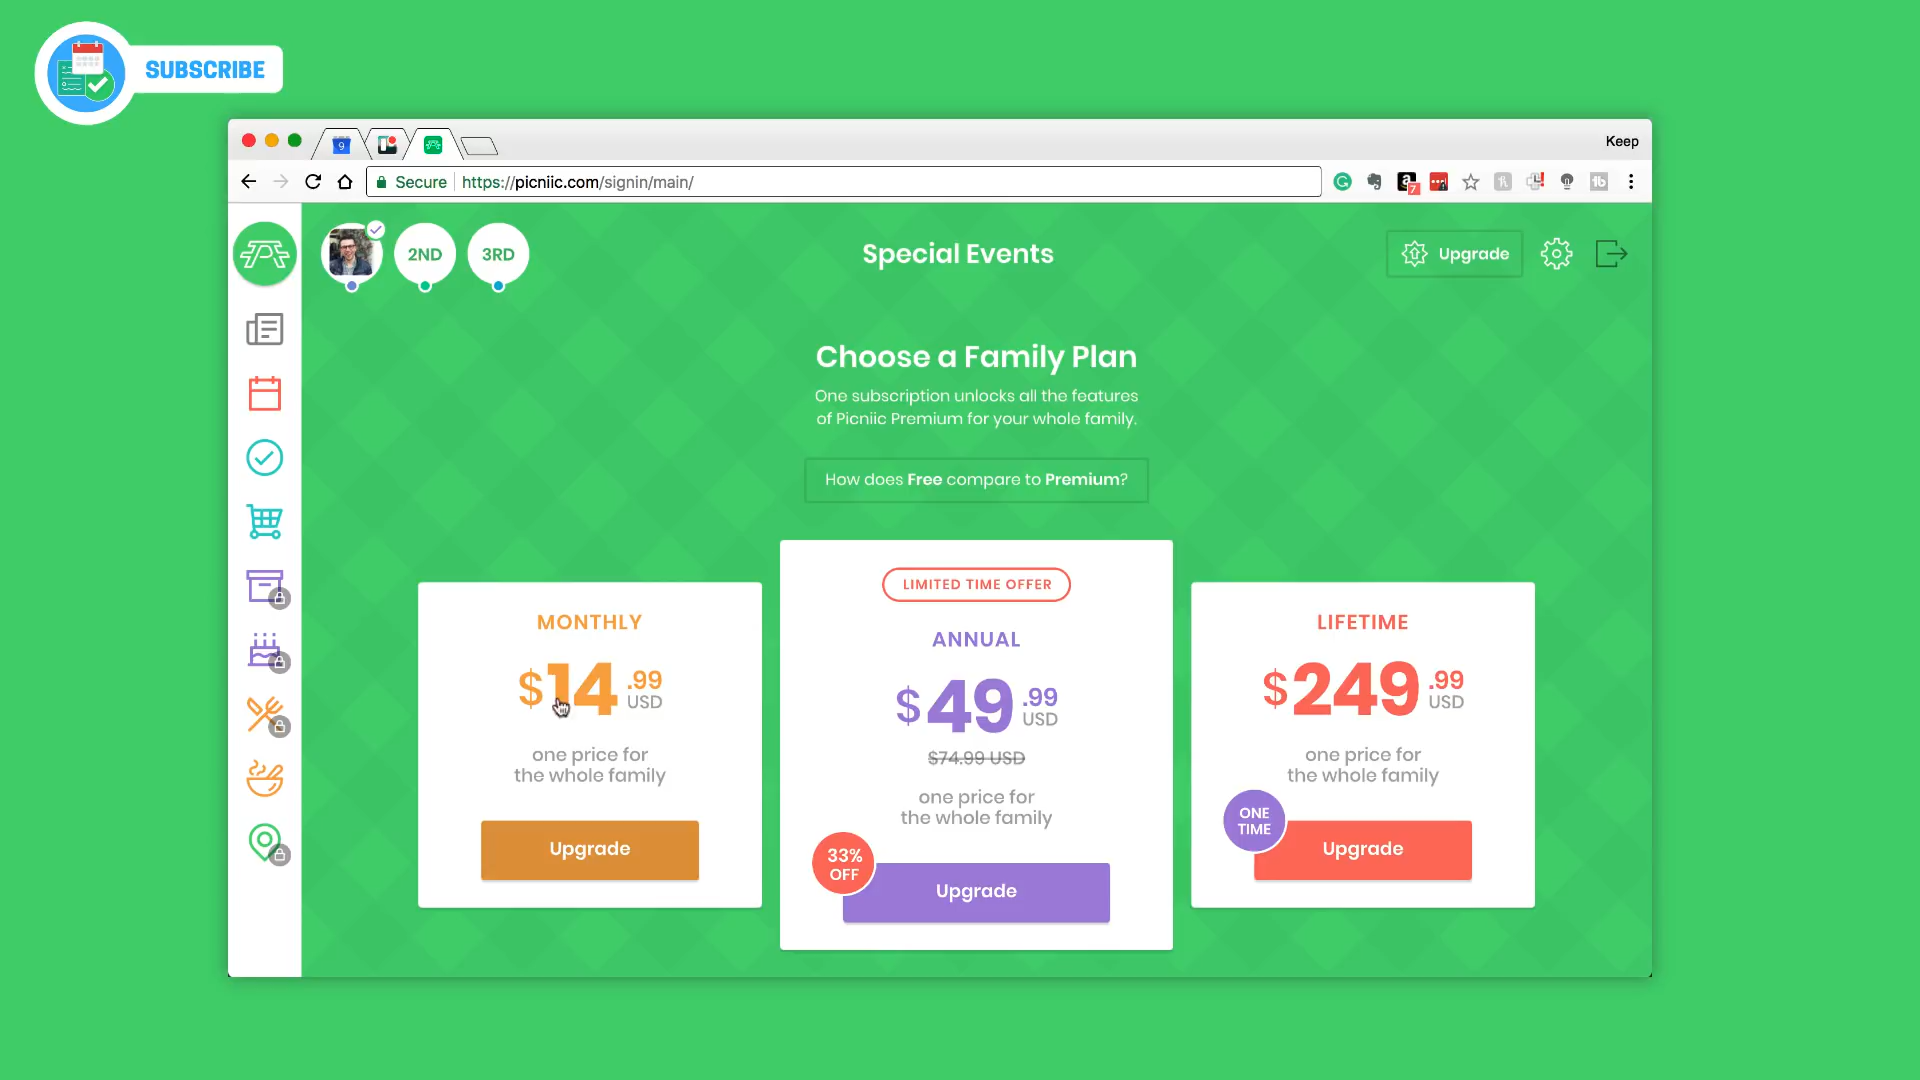 SUBSCRIBE
9
Keep
Secure
https://picniic.com/signin/main/
7
2ND
3RD
Special Events
Upgrade
Choose a Family Plan
One subscription unlocks all the features
of Picniic Premium for your whole family.
How does Free compare to Premium?
MONTHLY
$14.99 USD
one price for
the whole family
Upgrade
LIMITED TIME OFFER
ANNUAL
$49.99 USD
$74.99 USD
one price for
the whole family
33%
OFF
Upgrade
LIFETIME
$249.99 USD
one price for
the whole family
ONE
TIME
Upgrade